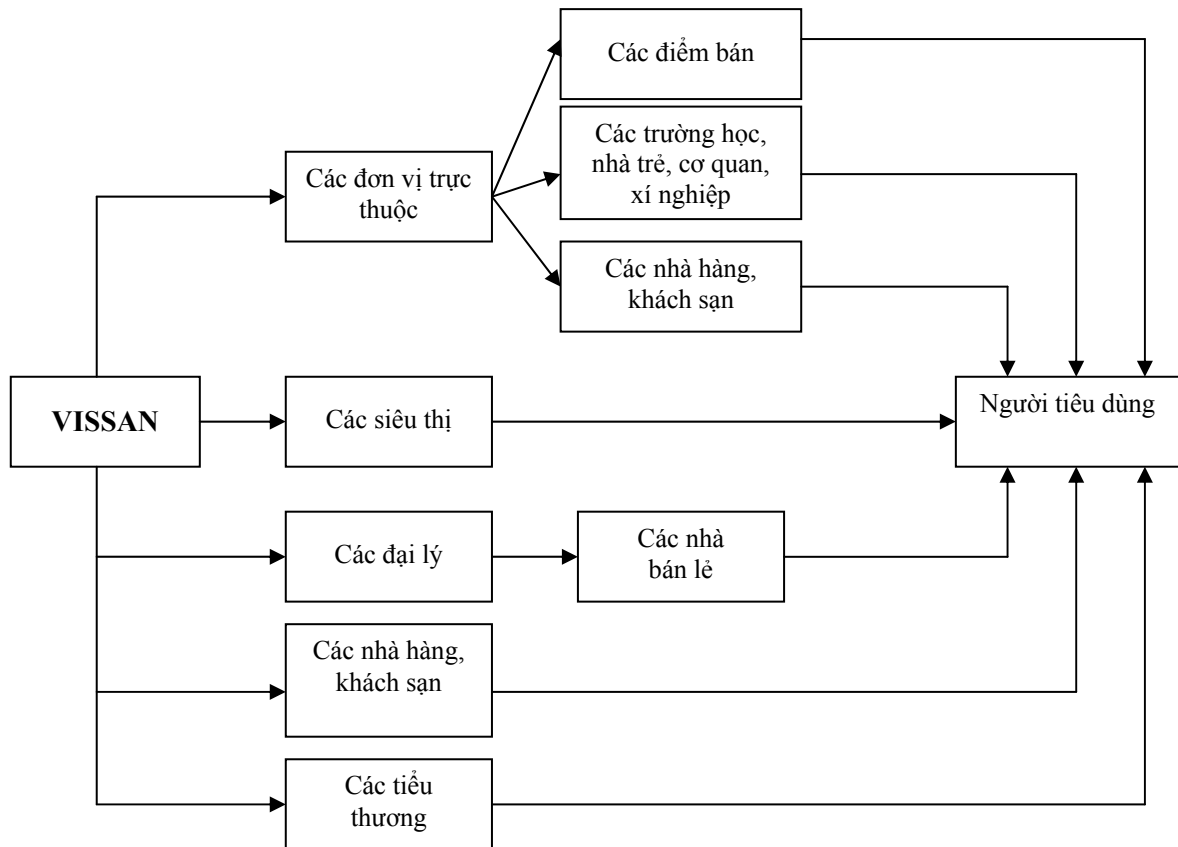 Các điểm bán
Các trường học,
nhà trẻ, cơ quan,
xí nghiệp
Các đơn vị trực
thuộc
Các nhà hàng,
khách sạn
VISSAN
Các siêu thị
Người tiêu dùng
Các đại lý
Các nhà
bán lẻ
Các nhà hàng,
khách sạn
Các tiểu
thương